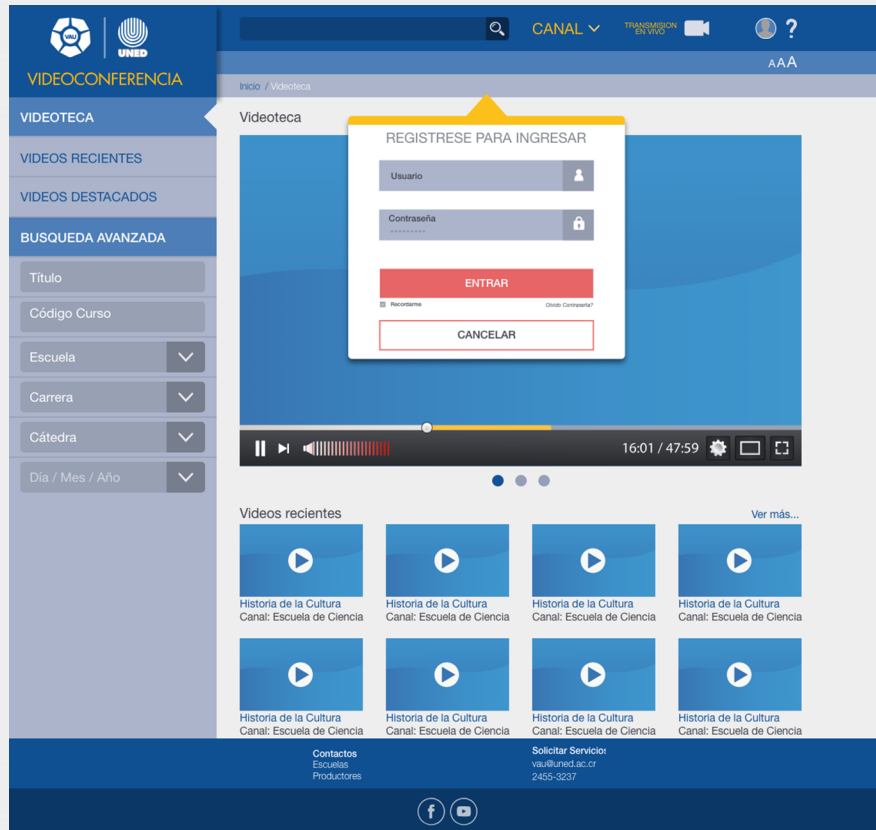 VAU
UNED
VIDEOCONFERENCIA
CANAL
TRANSMISION
EN VIVO
?
AAA
Inicio / Videoteca
VIDEOTECA
VIDEOS RECIENTES
VIDEOS DESTACADOS
BUSQUEDA AVANZADA
Título
Código Curso
Escuela
Carrera
Cátedra
Día / Mes / Año
Videoteca
REGISTRESE PARA INGRESAR
Usuario
Contraseña
ENTRAR
Recordarme
Olvido Contraseña?
CANCELAR
16:01 / 47:59
Videos recientes
Ver más...
Historia de la Cultura
Canal: Escuela de Ciencia
Historia de la Cultura
Canal: Escuela de Ciencia
Historia de la Cultura
Canal: Escuela de Ciencia
Historia de la Cultura
Canal: Escuela de Ciencia
Historia de la Cultura
Canal: Escuela de Ciencia
Historia de la Cultura
Canal: Escuela de Ciencia
Historia de la Cultura
Canal: Escuela de Ciencia
Historia de la Cultura
Canal: Escuela de Ciencia
Contactos
Escuelas
Productores
Solicitar Servicios
vau@uned.ac.cr
2455-3237
f